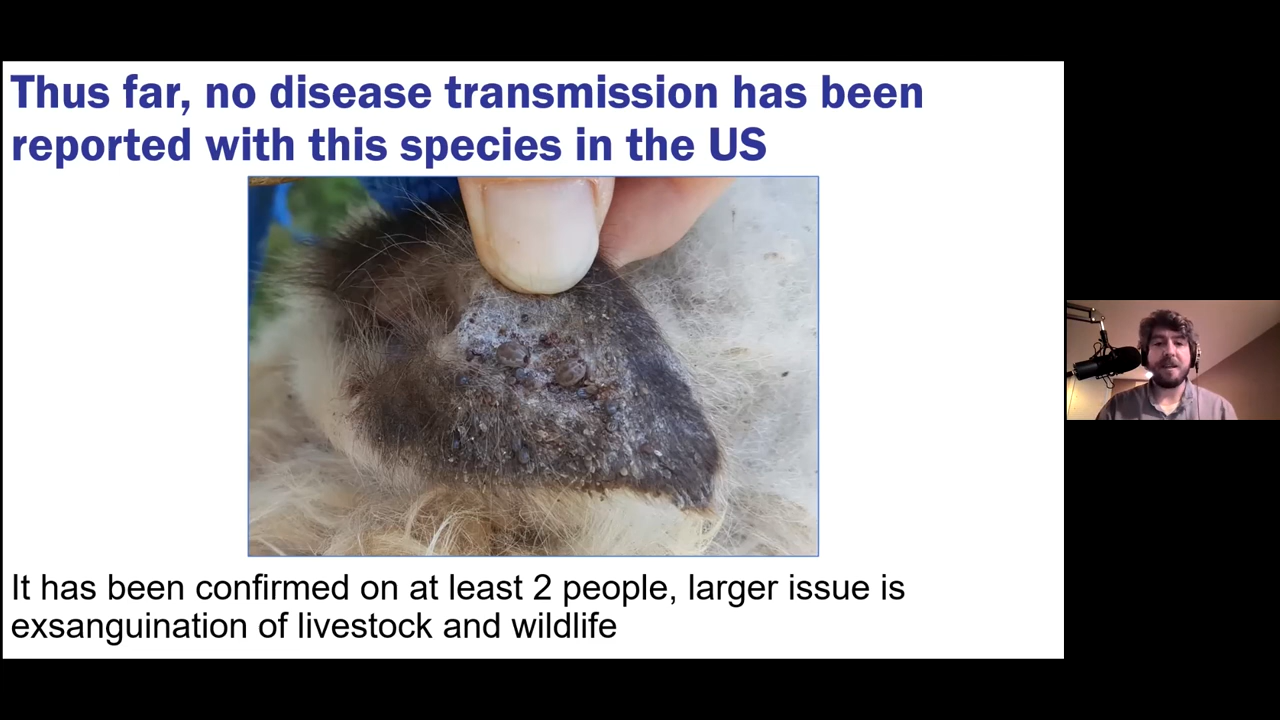 Thus far, no disease transmission has been
reported with this species in the US
It has been confirmed on at least 2 people, larger issue is
exsanguination of livestock and wildlife